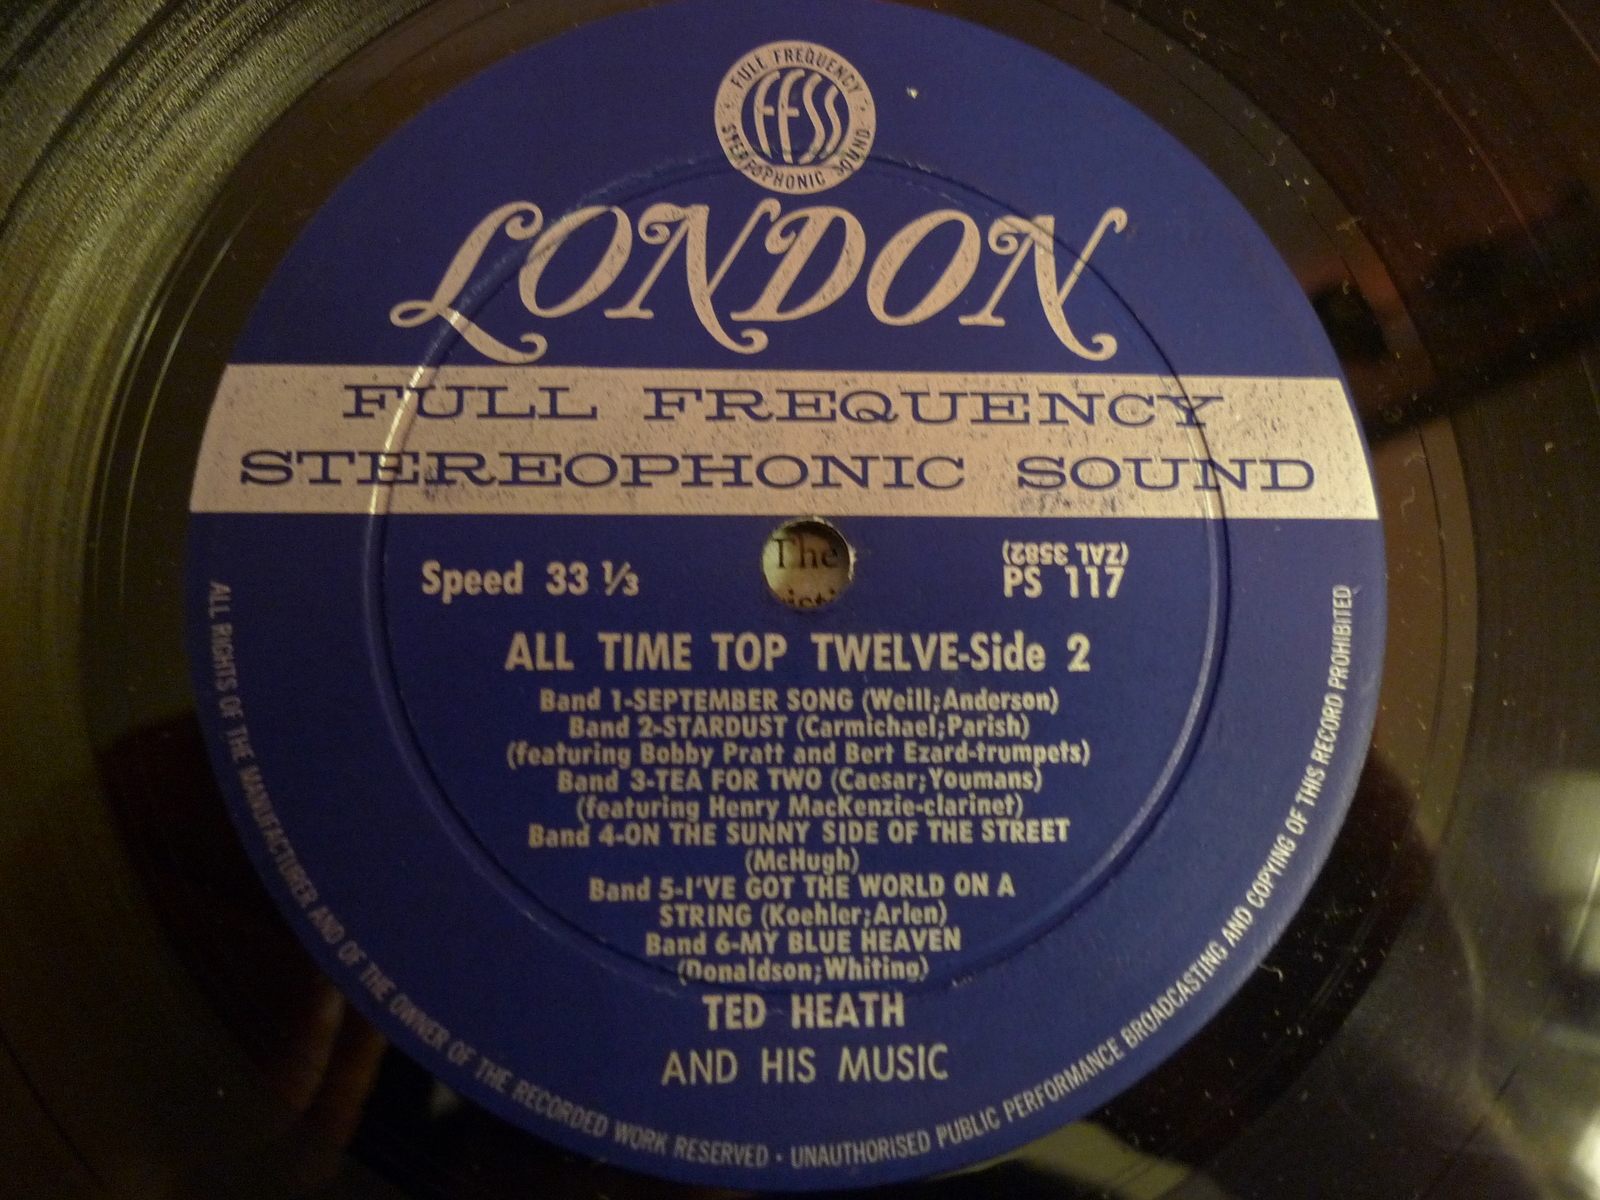 FULL FREQUENCY
FFSS
STEREOPHONIC SOUND
LONDON
FULL FREQUENCY
STEREOPHONIC SOUND
The
Speed 33 ⅓
(ZAL 3582)
PS 117
ALL TIME TOP TWELVE-Side 2
Band 1-SEPTEMBER SONG (Weill;Anderson)
Band 2-STARDUST (Carmichael;Parish)
(featuring Bobby Pratt and Bert Ezard-trumpets)
Band 3-TEA FOR TWO (Caesar;Youmans)
(featuring Henry MacKenzie-clarinet)
Band 4-ON THE SUNNY SIDE OF THE STREET
(McHugh)
Band 5-I'VE GOT THE WORLD ON A
STRING (Koehler;Arlen)
Band 6-MY BLUE HEAVEN
(Donaldson;Whiting)
TED HEATH
AND HIS MUSIC
ALL RIGHTS OF THE MANUFACTURER AND OF THE OWNER OF THE RECORDED WORK RESERVED · UNAUTHORISED PUBLIC PERFORMANCE BROADCASTING AND COPYING OF THIS RECORD PROHIBITED